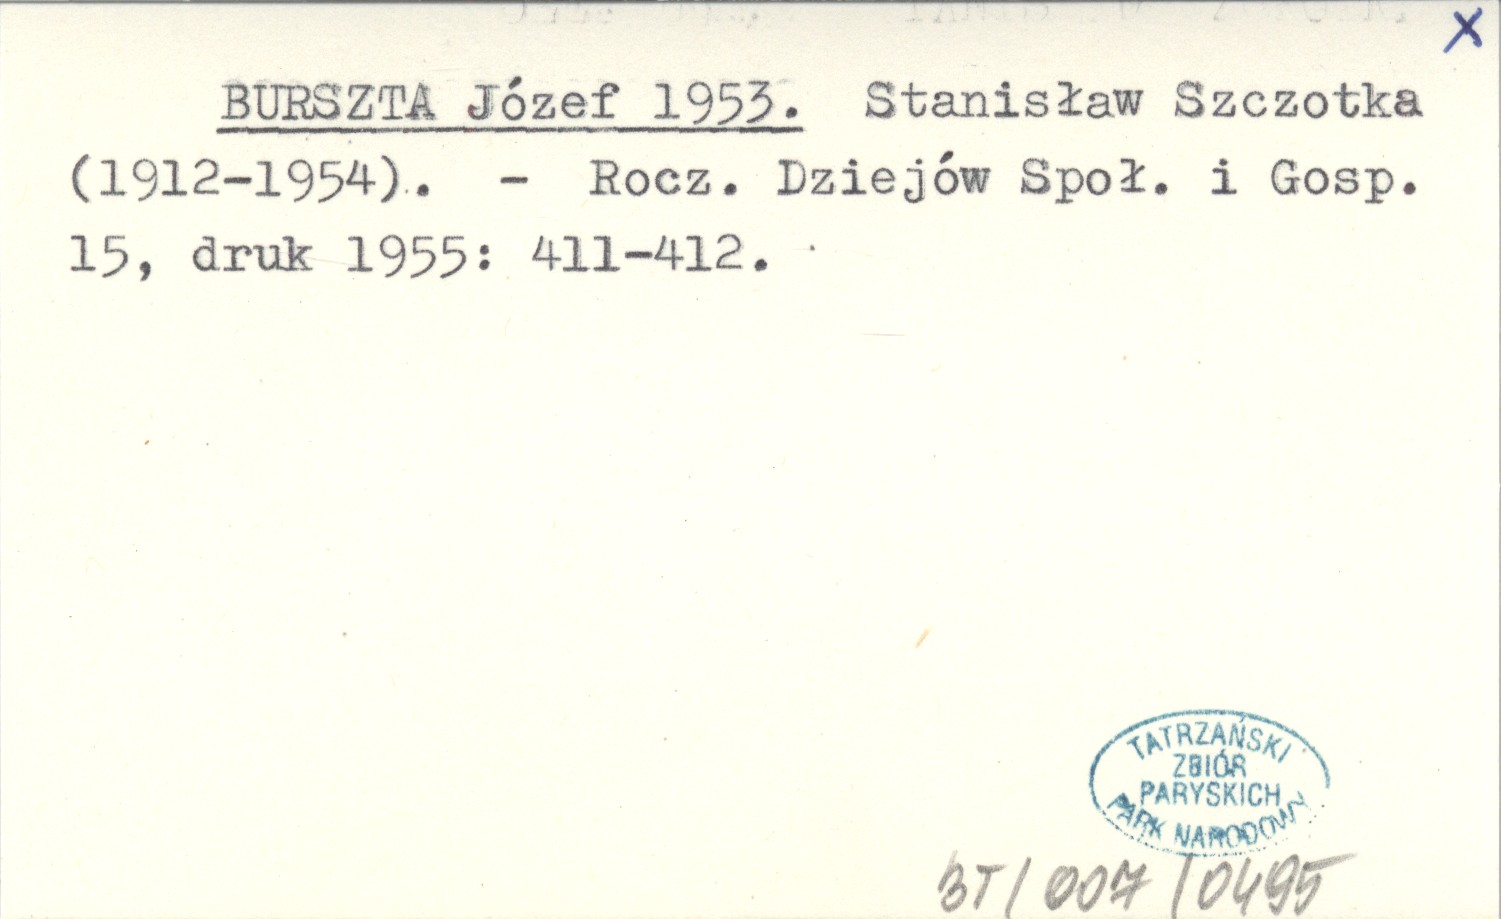 X
BURSZTA Józef 1953. Stanisław Szczotka
(1912-1954). - Rocz. Dziejów Społ. i Gosp.
15, druk 1955: 411-412.
TATRZAŃSKI
ZBIÓR
PARYSKICH
PARK NARODOWY
BT/007/0495